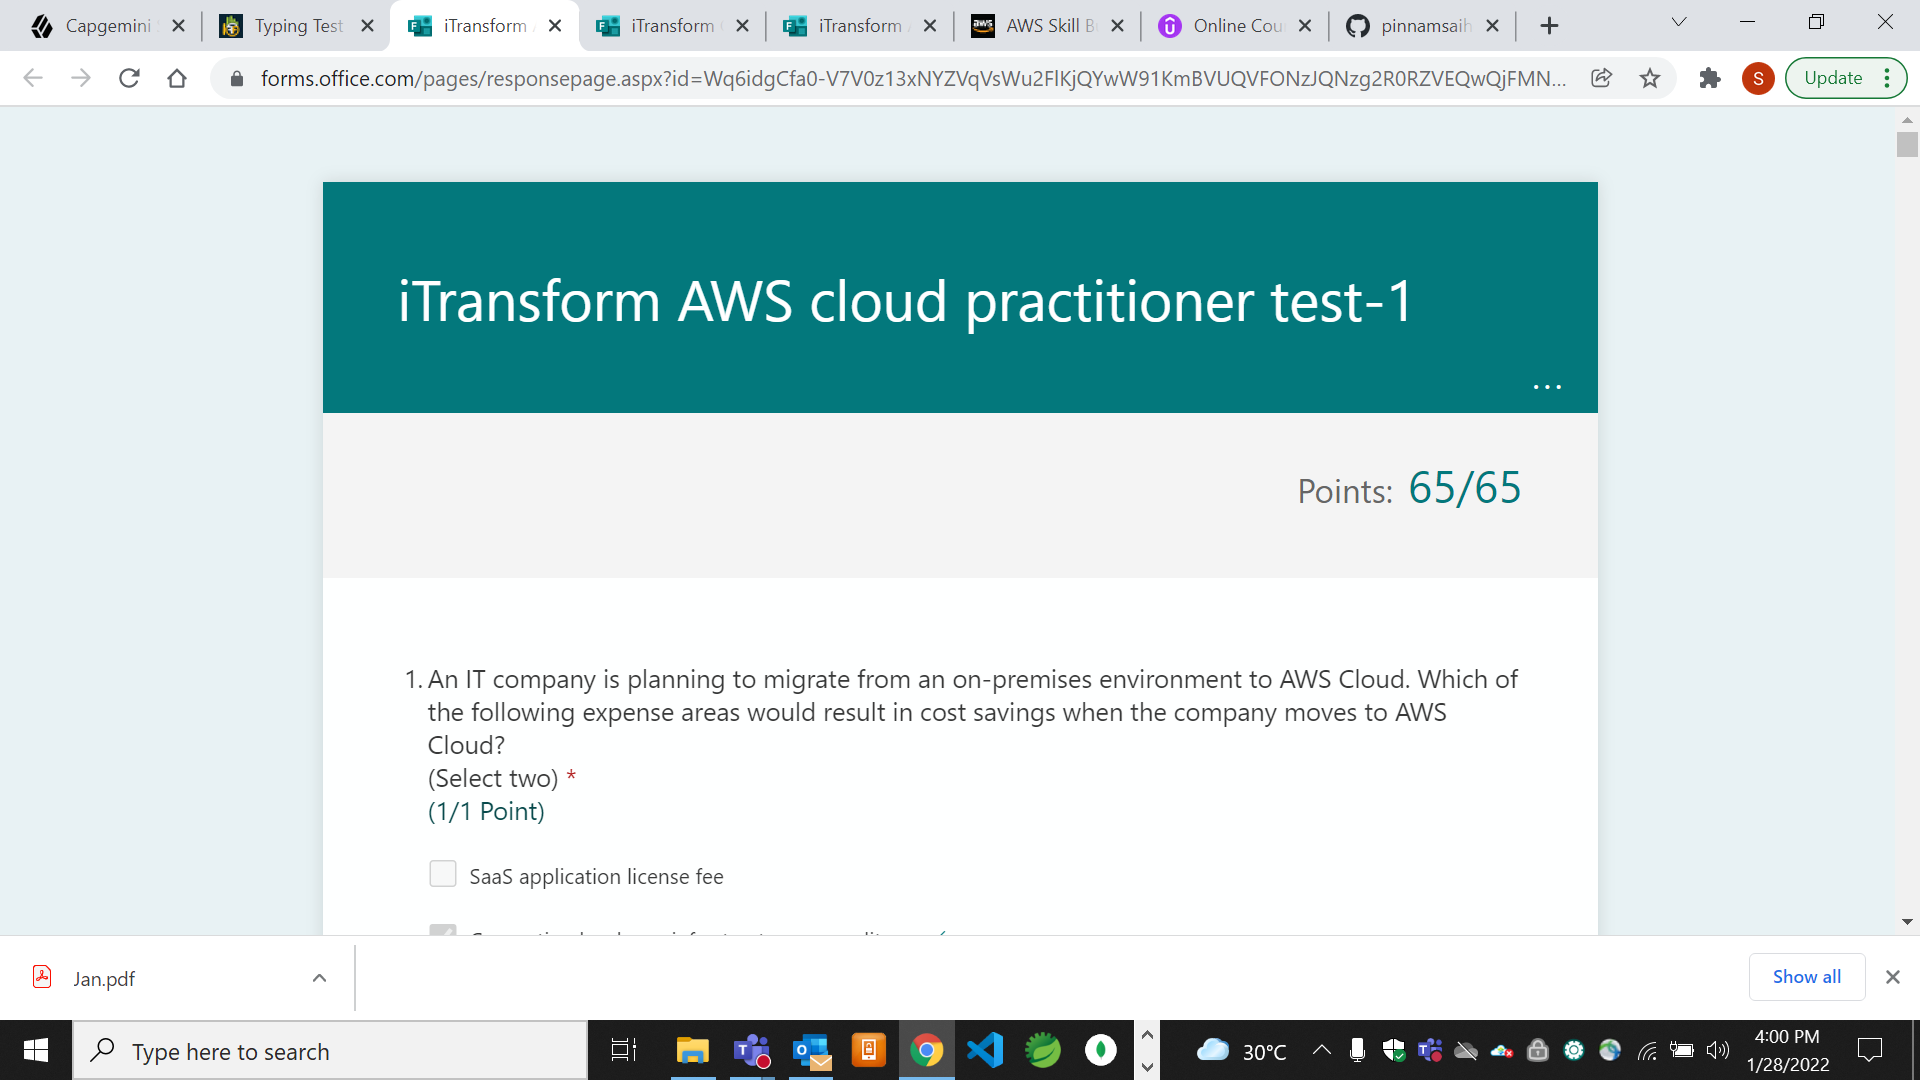 Capgemini
Typing Test
iTransform
iTransform
iTransform
AWS Skill B
Online Cou
pinnamsaih
forms.office.com/pages/responsepage.aspx?id=Wq6idgCfa0-V7V0z13xNYZVqVsWu2FlKjQYwW91KmBVUQVFONzJQNzg2R0RZVEQwQjFMN...
S
Update
iTransform AWS cloud practitioner test-1
...
Points: 65/65
1. An IT company is planning to migrate from an on-premises environment to AWS Cloud. Which of
the following expense areas would result in cost savings when the company moves to AWS
Cloud?
(Select two) *
(1/1 Point)
SaaS application license fee
Jan.pdf
Show all
Type here to search
30°C
4:00 PM
1/28/2022